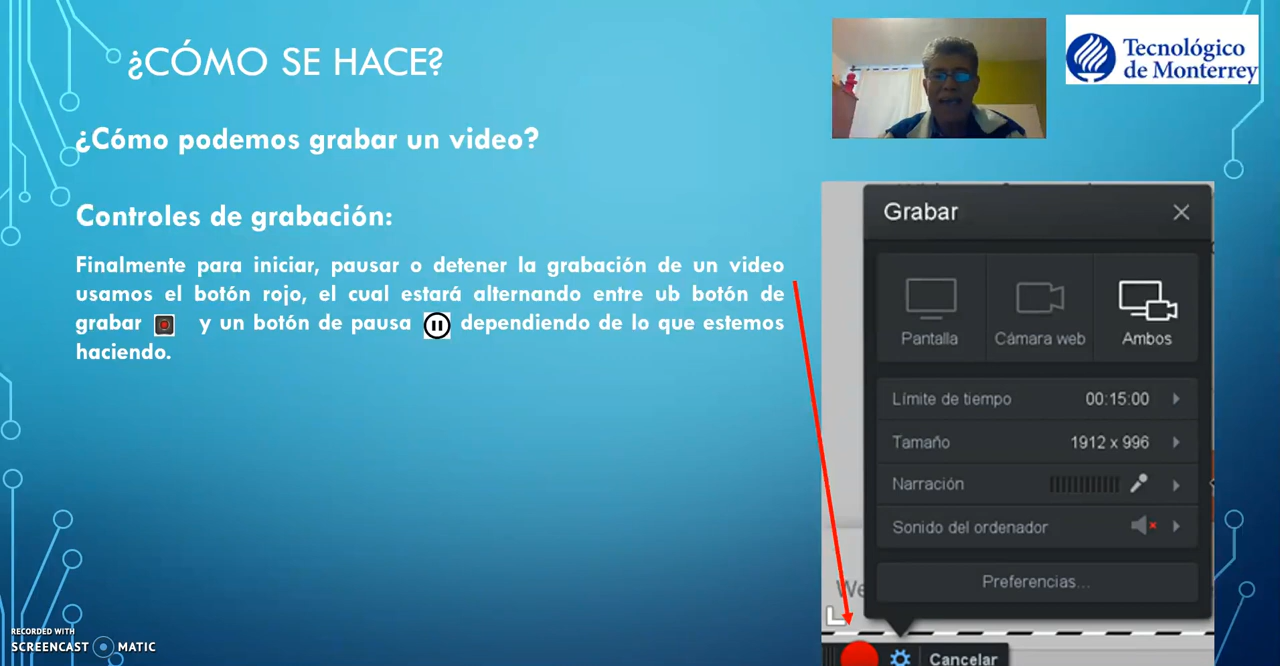 ¿CÓMO SE HACE?
Tecnológico
de Monterrey
¿Cómo podemos grabar un video?
Controles de grabación:
Finalmente para iniciar, pausar o detener la grabación de un video
usamos el botón rojo, el cual estará alternando entre ub botón de
grabar y un botón de pausa dependiendo de lo que estemos
haciendo.
Grabar
Pantalla
Cámara web
Ambos
Límite de tiempo 00:15:00
Tamaño 1912 x 996
Narración
Sonido del ordenador
Preferencias...
We
Cancelar
RECORDED WITH
SCREENCAST MATIC